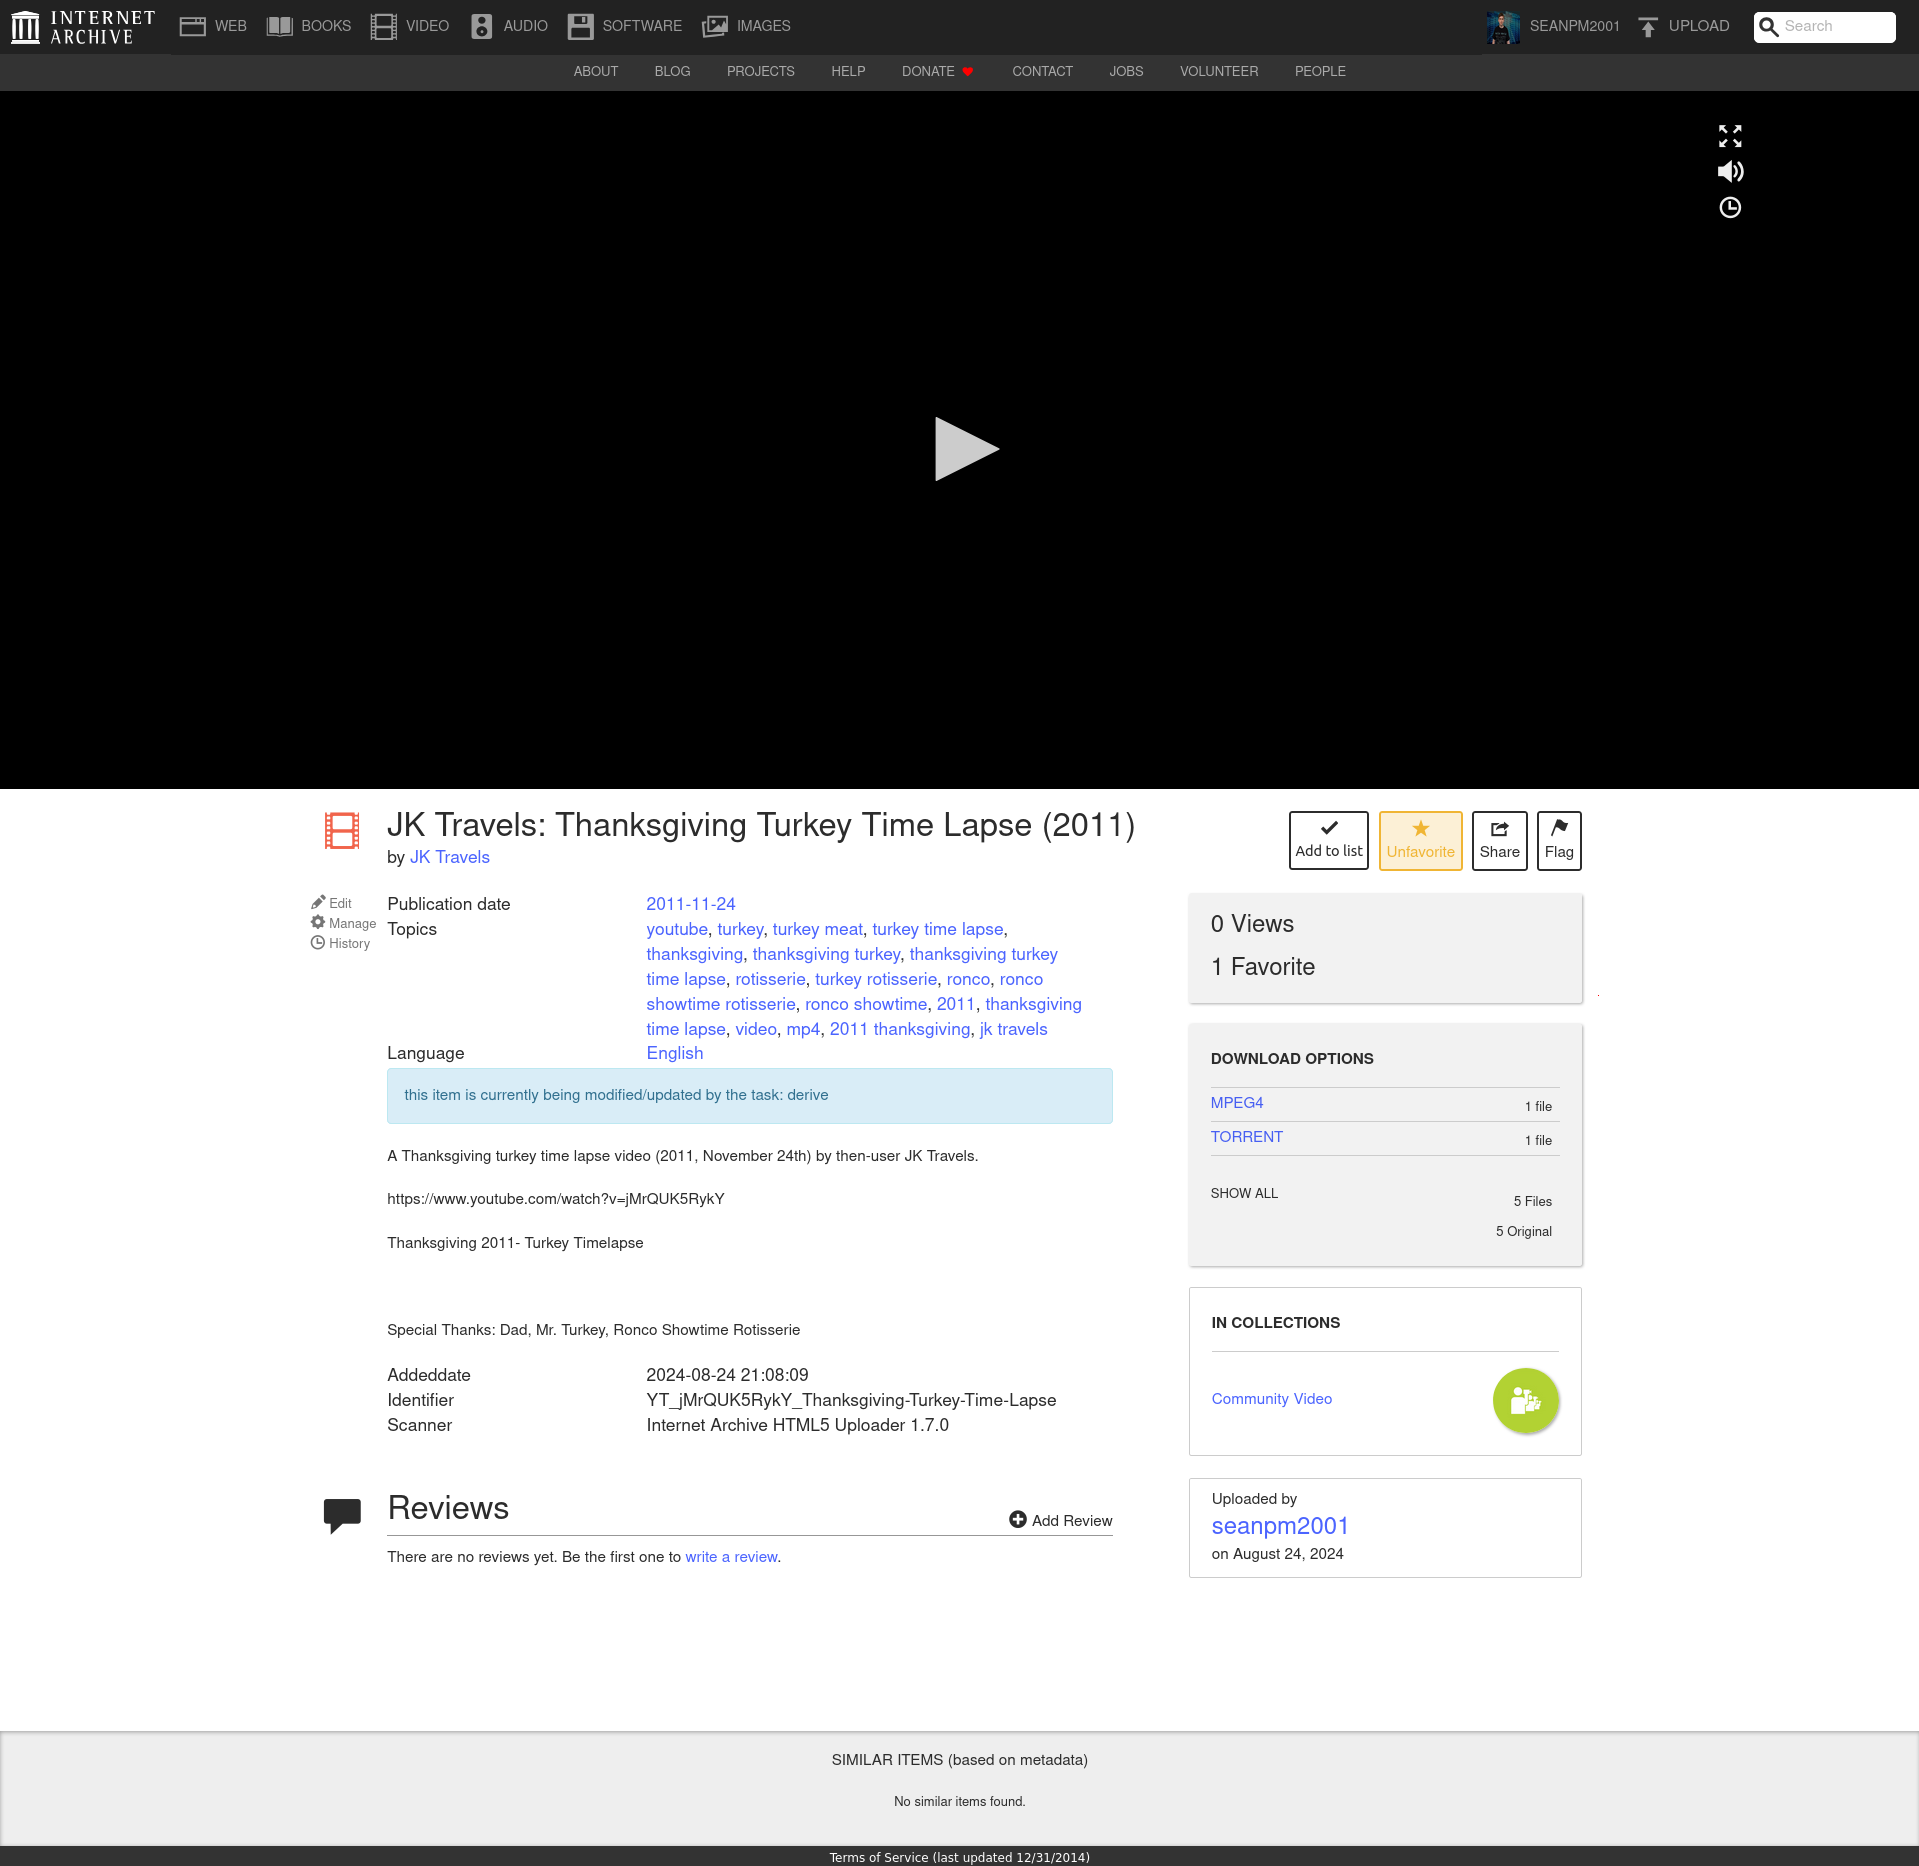 INTERNET ARCHIVE
WEB BOOKS VIDEO AUDIO SOFTWARE IMAGES SEANPM2001 UPLOAD Search
ABOUT BLOG PROJECTS HELP DONATE CONTACT JOBS VOLUNTEER PEOPLE
JK Travels: Thanksgiving Turkey Time Lapse (2011)
by JK Travels
Add to list Unfavorite Share Flag
Edit
Manage
History
Publication date 2011-11-24
Topics youtube, turkey, turkey meat, turkey time lapse,
thanksgiving, thanksgiving turkey, thanksgiving turkey
time lapse, rotisserie, turkey rotisserie, ronco, ronco
showtime rotisserie, ronco showtime, 2011, thanksgiving
time lapse, video, mp4, 2011 thanksgiving, jk travels
Language English
this item is currently being modified/updated by the task: derive
A Thanksgiving turkey time lapse video (2011, November 24th) by then-user JK Travels.
https://www.youtube.com/watch?v=jMrQUK5RykY
Thanksgiving 2011- Turkey Timelapse
Special Thanks: Dad, Mr. Turkey, Ronco Showtime Rotisserie
Addeddate 2024-08-24 21:08:09
Identifier YT_jMrQUK5RykY_Thanksgiving-Turkey-Time-Lapse
Scanner Internet Archive HTML5 Uploader 1.7.0
Reviews
Add Review
There are no reviews yet. Be the first one to write a review.
0 Views
1 Favorite
DOWNLOAD OPTIONS
MPEG4 1 file
TORRENT 1 file
SHOW ALL 5 Files
5 Original
IN COLLECTIONS
Community Video
Uploaded by
seanpm2001
on August 24, 2024
SIMILAR ITEMS (based on metadata)
No similar items found.
Terms of Service (last updated 12/31/2014)